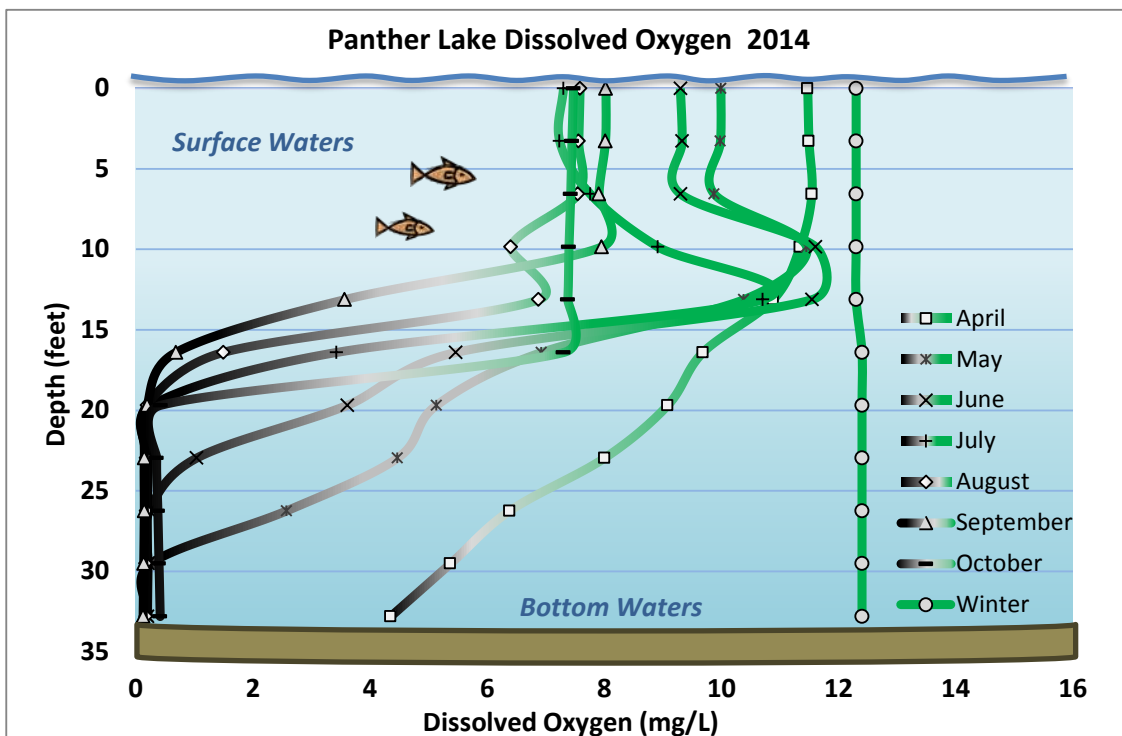 Panther Lake Dissolved Oxygen  2014
0
5
10
15
20
25
30
35
Depth (feet)
Surface Waters
Bottom Waters
April
May
June
July
August
September
October
Winter
0 2 4 6 8 10 12 14 16
Dissolved Oxygen (mg/L)